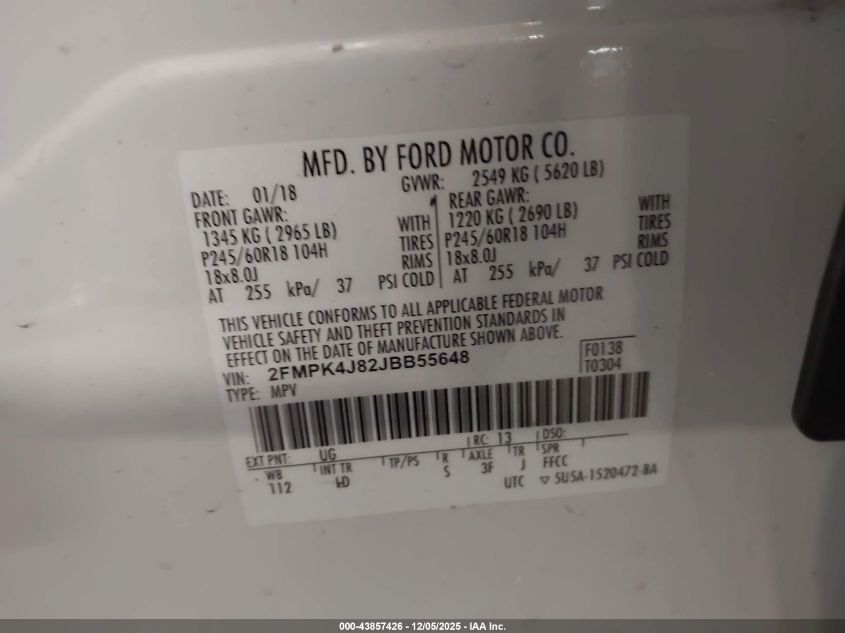 MFD. BY FORD MOTOR CO.
DATE: 01/18 GVWR: 2549 KG ( 5620 LB)
FRONT GAWR: REAR GAWR:
1345 KG ( 2965 LB) WITH 1220 KG ( 2690 LB) WITH
P245/60R18 104H TIRES P245/60R18 104H TIRES
18x8.0J RIMS 18x8.0J RIMS
AT 255 kPa/ 37 PSI COLD AT 255 kPa/ 37 PSI COLD
THIS VEHICLE CONFORMS TO ALL APPLICABLE FEDERAL MOTOR
VEHICLE SAFETY AND THEFT PREVENTION STANDARDS IN
EFFECT ON THE DATE OF MANUFACTURE SHOWN ABOVE.
VIN: 2FMPK4J82JBB55648 F0138
TYPE: MPV T0304
EXT PNT: UG RC: 13 DSO:
WB INT TR TP/PS R AXLE TR SPR
112 HD S 3F J FFCC
UTC ▽ 5U5A-1520472-BA
000-43857426 - 12/05/2025 - IAA Inc.